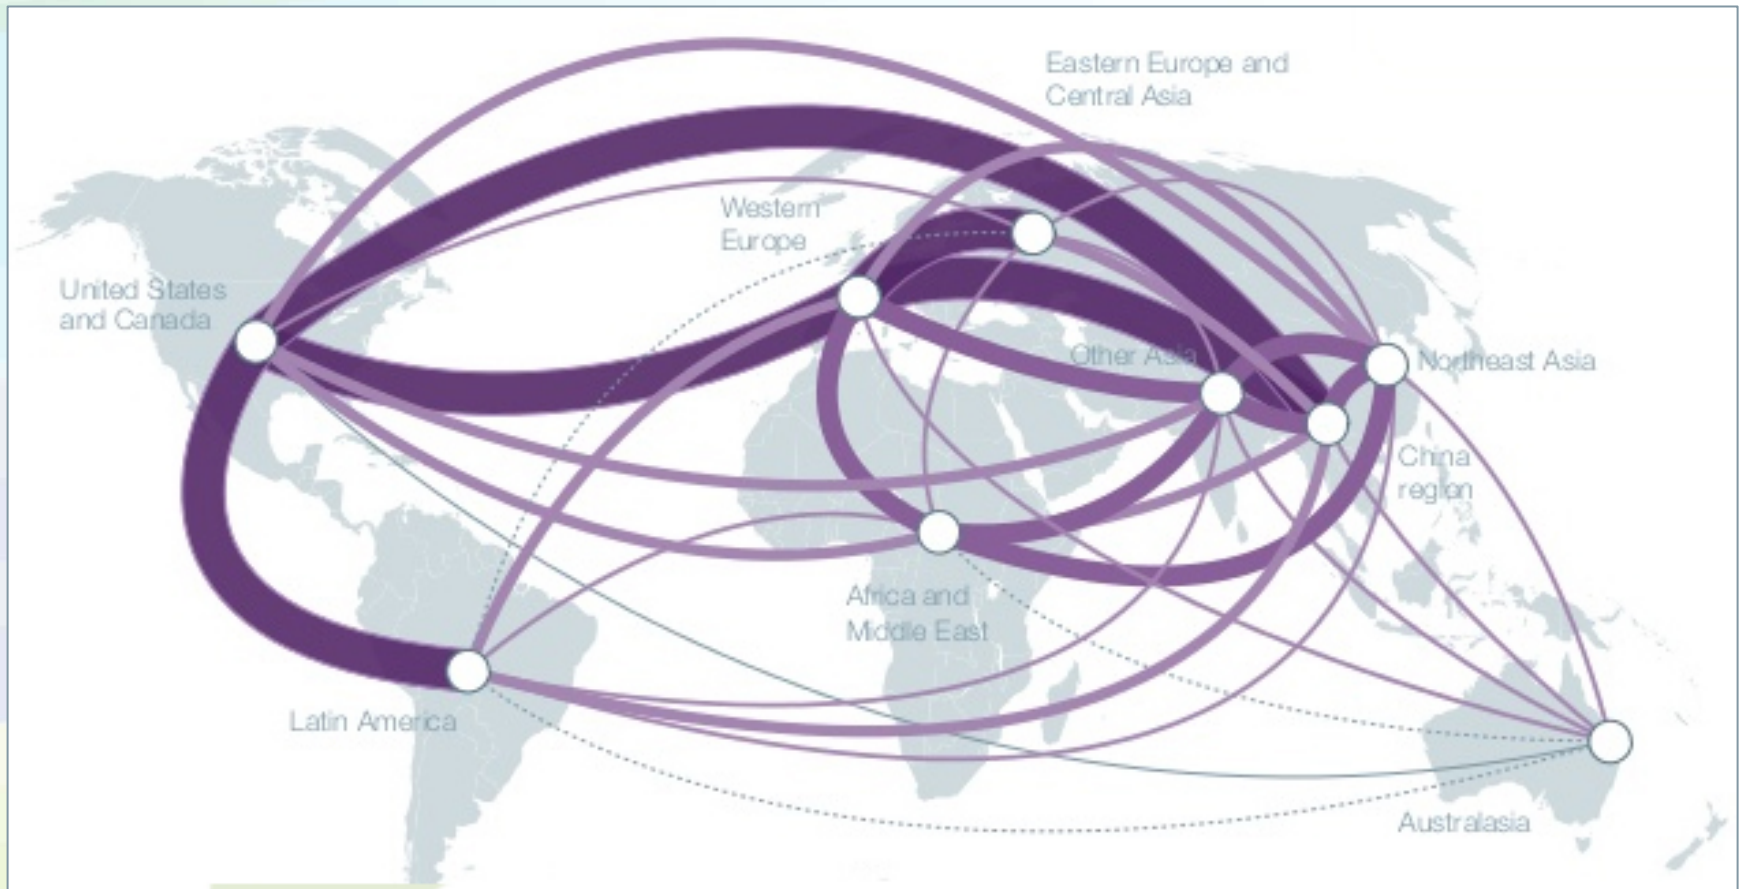 Eastern Europe and
Central Asia
Western
Europe
United States
and Canada
Other Asia
Northeast Asia
China
region
Africa and
Middle East
Latin America
Australasia